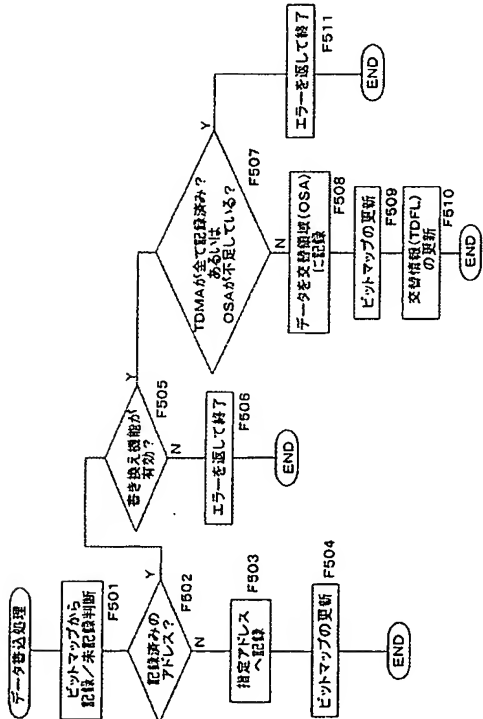 データ書込処理
ビットマップから
記録/未記録判断
F501
記録済みの
アドレス?
F502
Y
N
指定アドレス
へ記録
F503
ビットマップの更新
F504
END
書き換え機能が
有効?
F505
Y
N
エラーを返して終了
F506
END
TDMAが全て記録済み?
あるいは
OSAが不足している?
F507
Y
N
データを交替領域(OSA)
に記録
F508
ビットマップの更新
F509
交替情報(TDFL)
の更新
F510
END
エラーを返して終了
F511
END